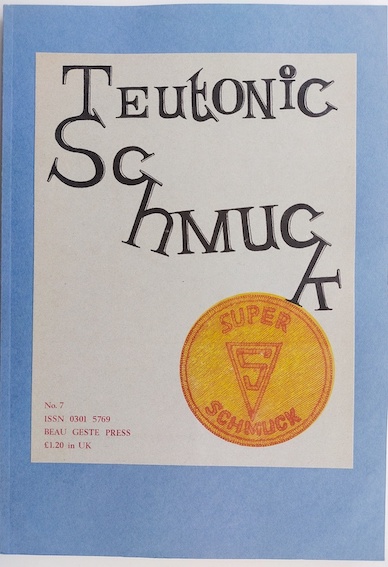 TEUTONIC
SCHMUCK
SUPER
S
SCHMUCK
No. 7
ISSN 0301 5769
BEAU GESTE PRESS
£1.20 in UK